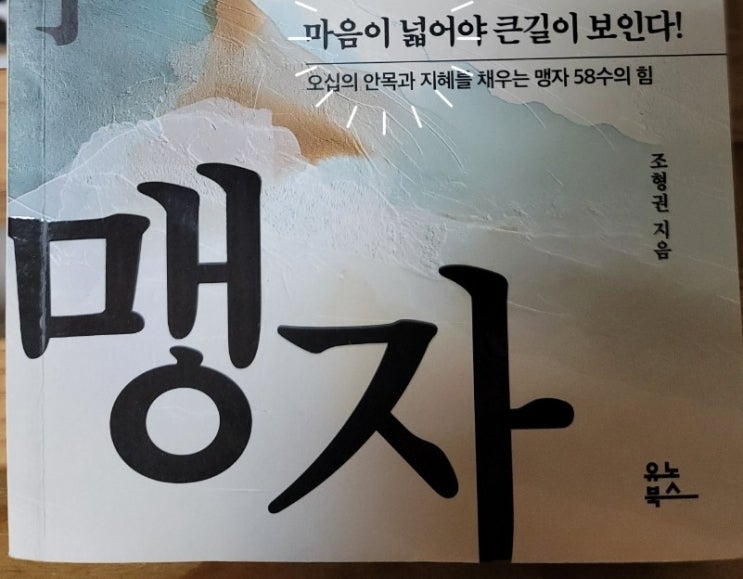 마음이 넓어야 큰길이 보인다!
오십의 안목과 지혜를 채우는 맹자 58수의 힘
조형권 지음
맹자
유노
북스